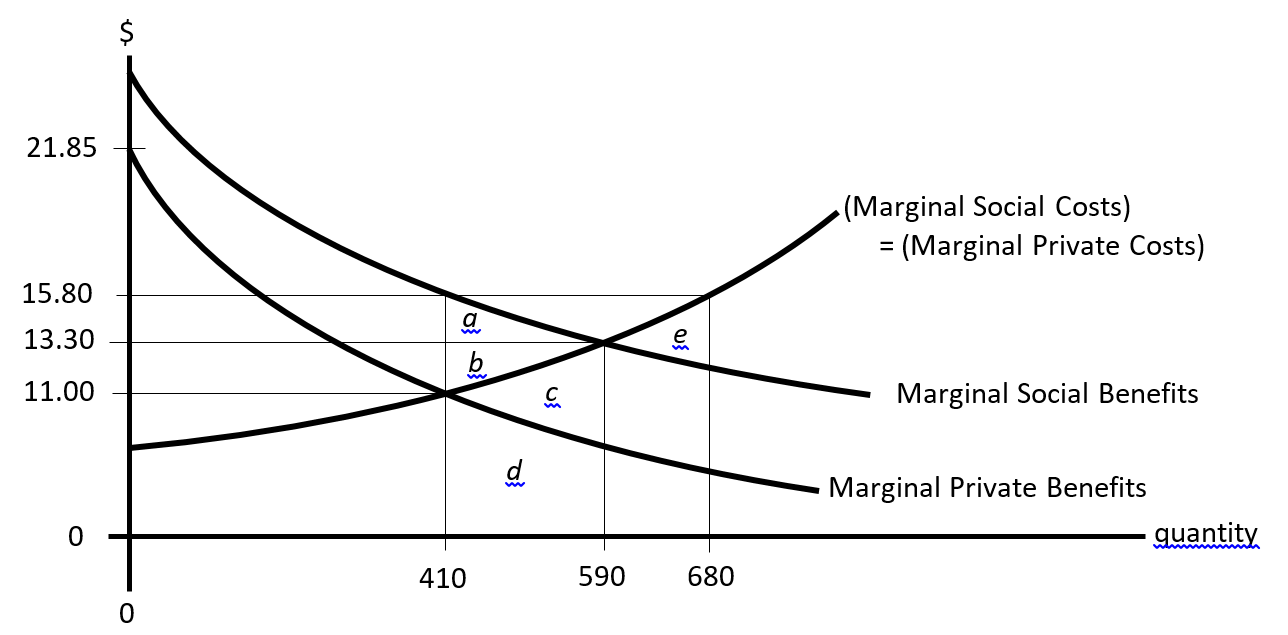 $
21.85
(Marginal Social Costs)
= (Marginal Private Costs)
15.80
a
13.30
e
b
11.00
c
Marginal Social Benefits
d
Marginal Private Benefits
0
quantity
410
590
680
0